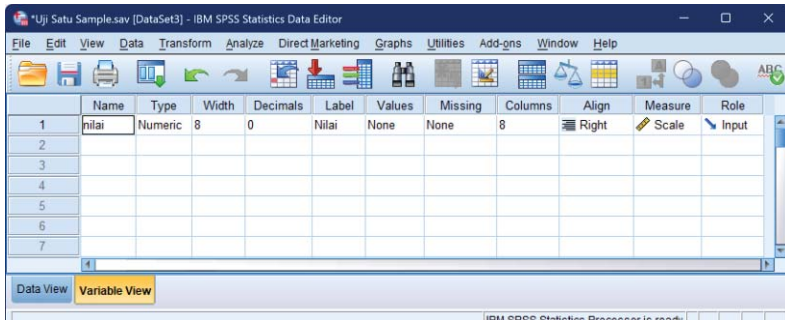 *Uji Satu Sample.sav [DataSet3] - IBM SPSS Statistics Data Editor
File Edit View Data Transform Analyze Direct Marketing Graphs Utilities Add-ons Window Help
ABC
Name Type Width Decimals Label Values Missing Columns Align Measure Role
1 nilai Numeric 8 0 Nilai None None 8 Right Scale Input
2
3
4
5
6
7
Data View Variable View
IBM SPSS Statistics Processor is ready